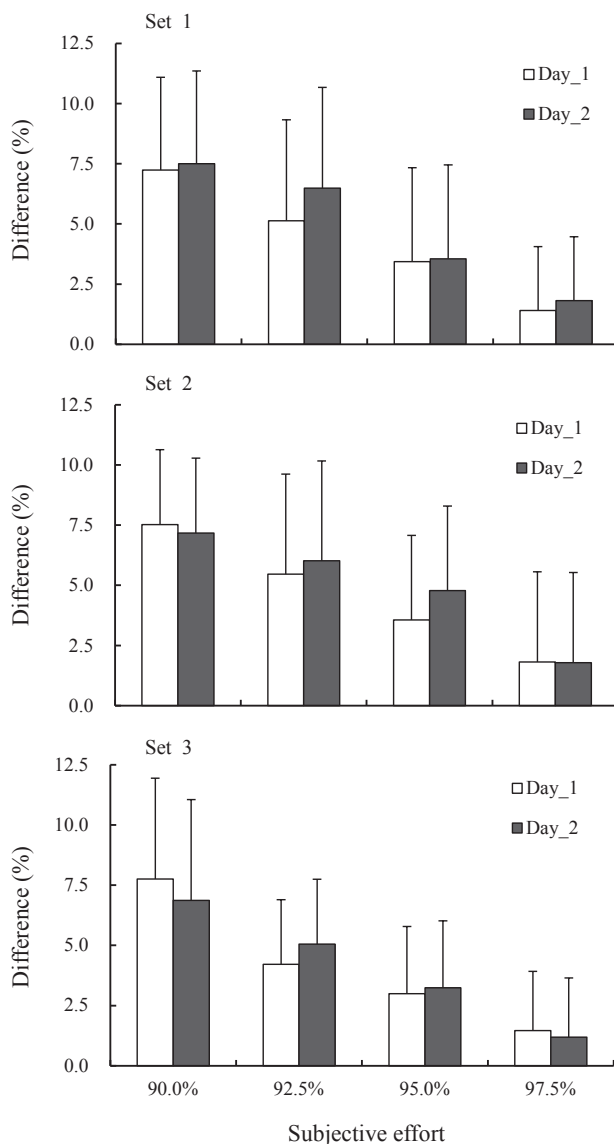 Set 1
12.5
Day_1
10.0
Day_2
7.5
5.0
2.5
0.0
Difference (%)
Set 2
12.5
Day_1
10.0
Day_2
7.5
5.0
2.5
0.0
Difference (%)
Set 3
12.5
Day_1
10.0
Day_2
7.5
5.0
2.5
0.0
Difference (%)
90.0% 92.5% 95.0% 97.5%
Subjective effort